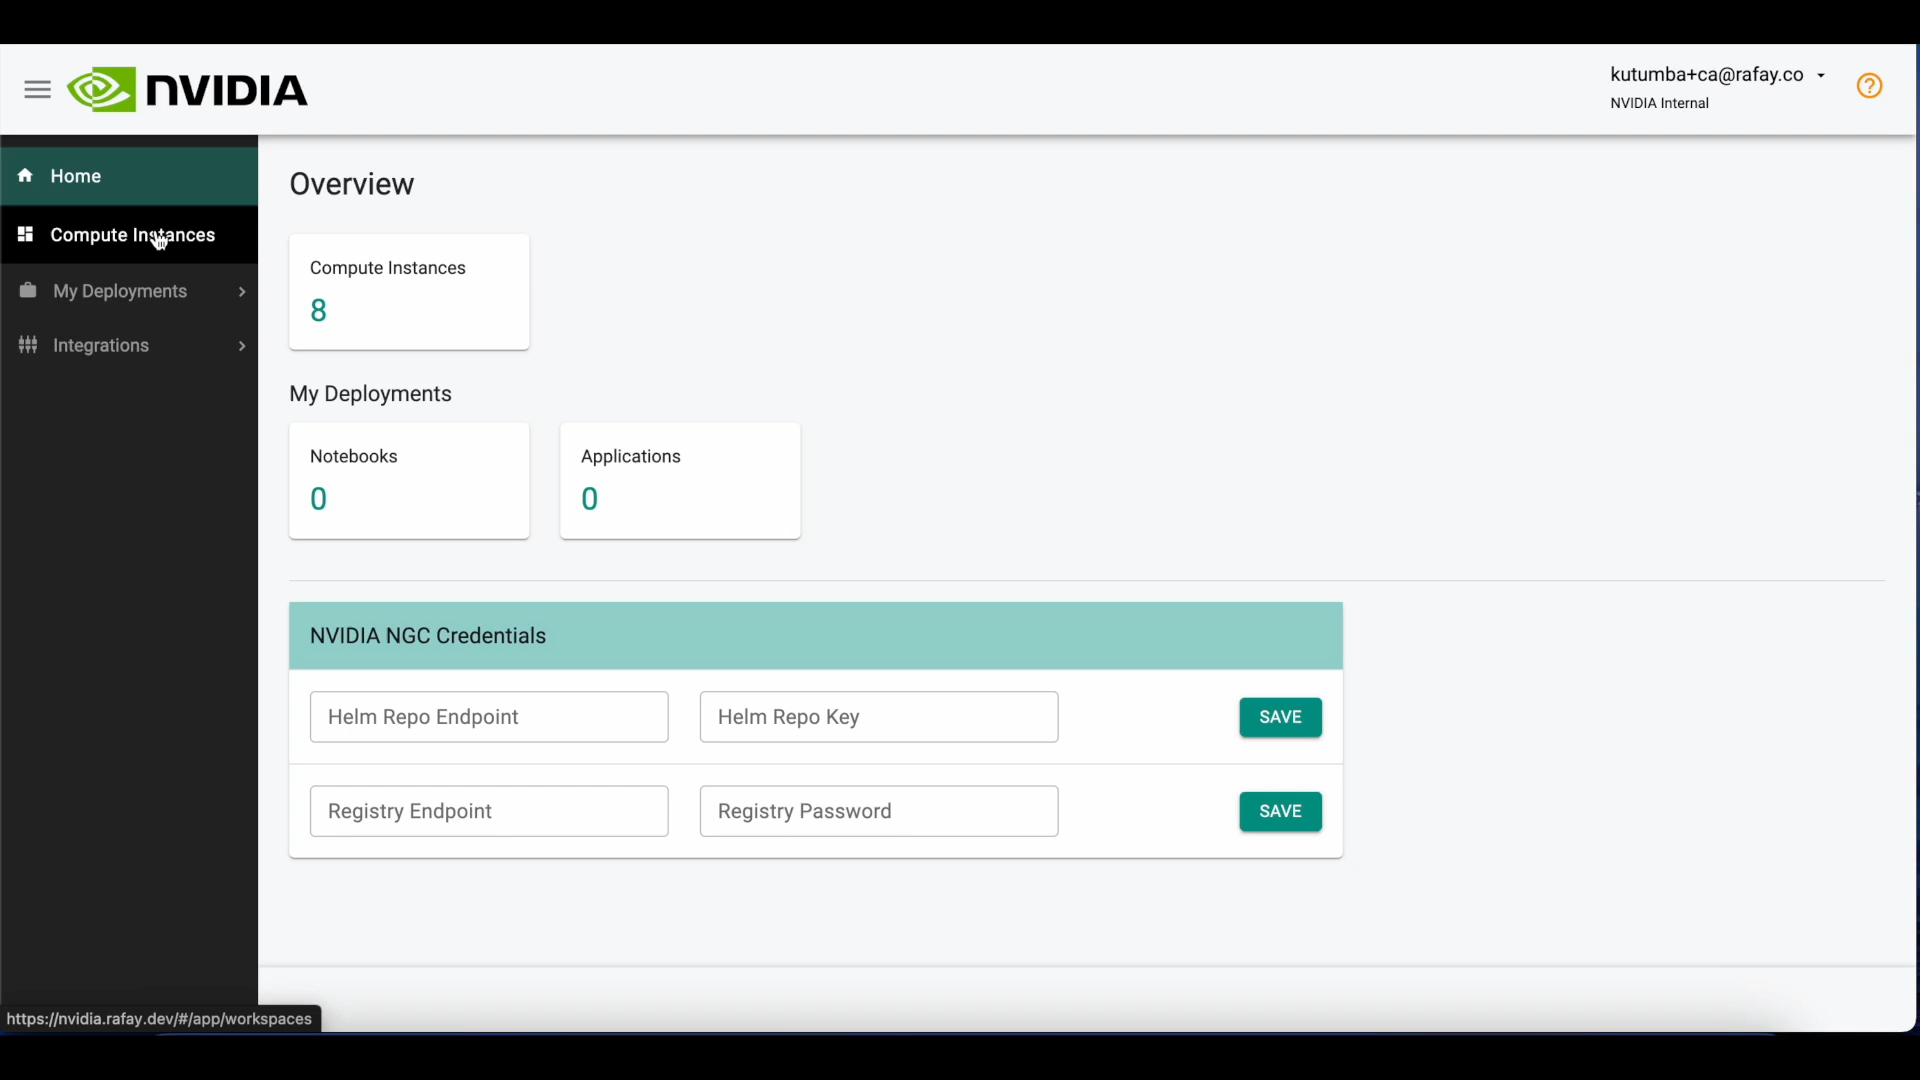 NVIDIA
kutumba+ca@rafay.co
NVIDIA Internal
Home
Compute Instances
My Deployments
Integrations
Overview
Compute Instances
8
My Deployments
Notebooks
0
Applications
0
NVIDIA NGC Credentials
Helm Repo Endpoint
Helm Repo Key
SAVE
Registry Endpoint
Registry Password
SAVE
https://nvidia.rafay.dev/#/app/workspaces